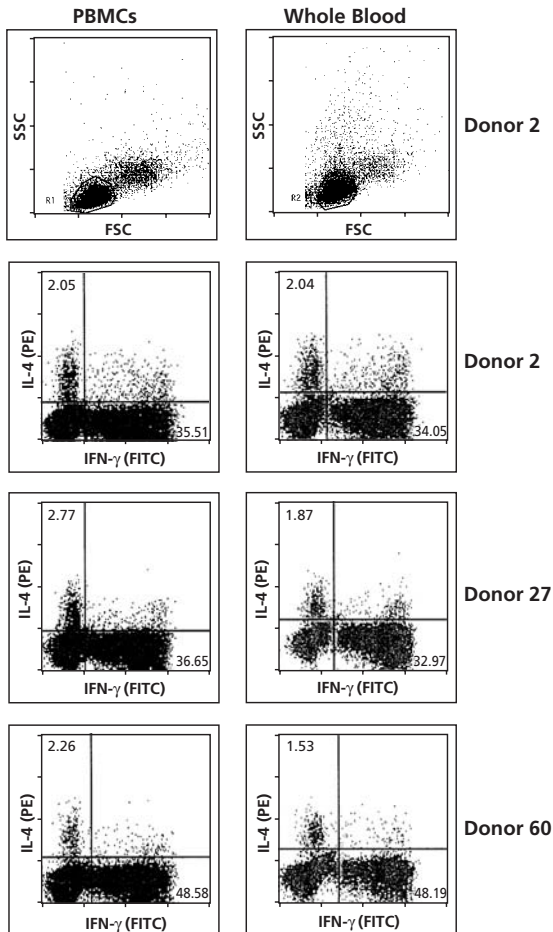 PBMCs
Whole Blood
SSC
R1
FSC
SSC
R2
FSC
Donor 2
2.05
IL-4 (PE)
35.51
IFN-γ (FITC)
2.04
IL-4 (PE)
34.05
IFN-γ (FITC)
Donor 2
2.77
IL-4 (PE)
36.65
IFN-γ (FITC)
1.87
IL-4 (PE)
32.97
IFN-γ (FITC)
Donor 27
2.26
IL-4 (PE)
48.58
IFN-γ (FITC)
1.53
IL-4 (PE)
48.19
IFN-γ (FITC)
Donor 60